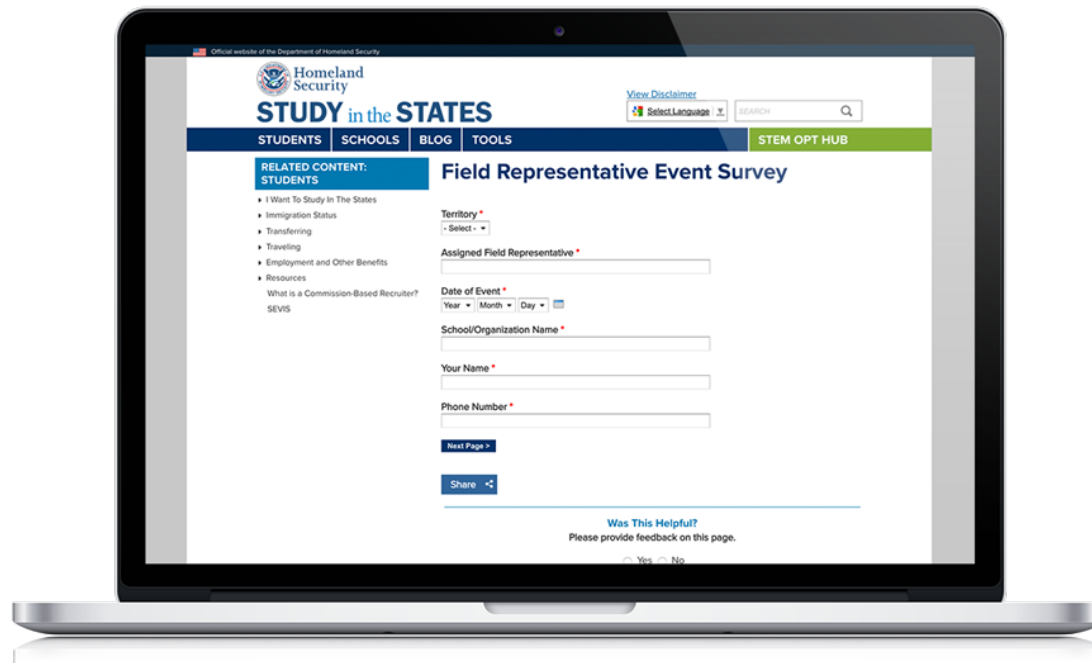 Official website of the Department of Homeland Security
Homeland
Security
STUDY in the STATES
View Disclaimer
Select Language ▼
SEARCH
STUDENTS SCHOOLS BLOG TOOLS STEM OPT HUB
RELATED CONTENT:
STUDENTS
I Want To Study In The States
Immigration Status
Transferring
Traveling
Employment and Other Benefits
Resources
What is a Commission-Based Recruiter?
SEVIS
Field Representative Event Survey
Territory *
- Select -
Assigned Field Representative *
Date of Event *
Year Month Day
School/Organization Name *
Your Name *
Phone Number *
Next Page >
Share
Was This Helpful?
Please provide feedback on this page.
Yes No